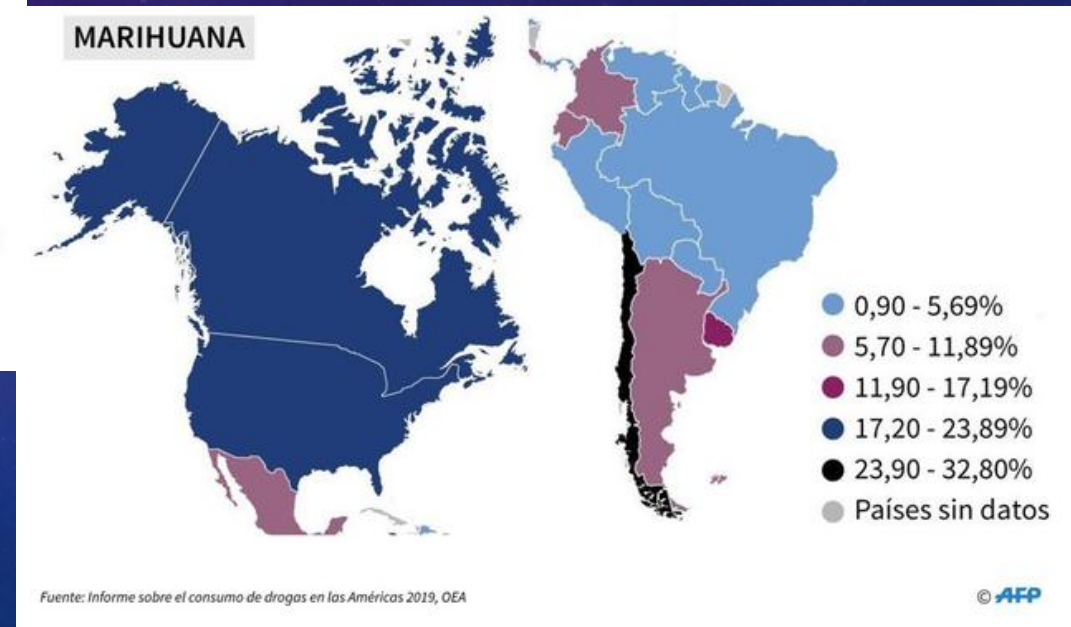 MARIHUANA
0,90 - 5,69%
5,70 - 11,89%
11,90 - 17,19%
17,20 - 23,89%
23,90 - 32,80%
Países sin datos
Fuente: Informe sobre el consumo de drogas en las Américas 2019, OEA
© AFP